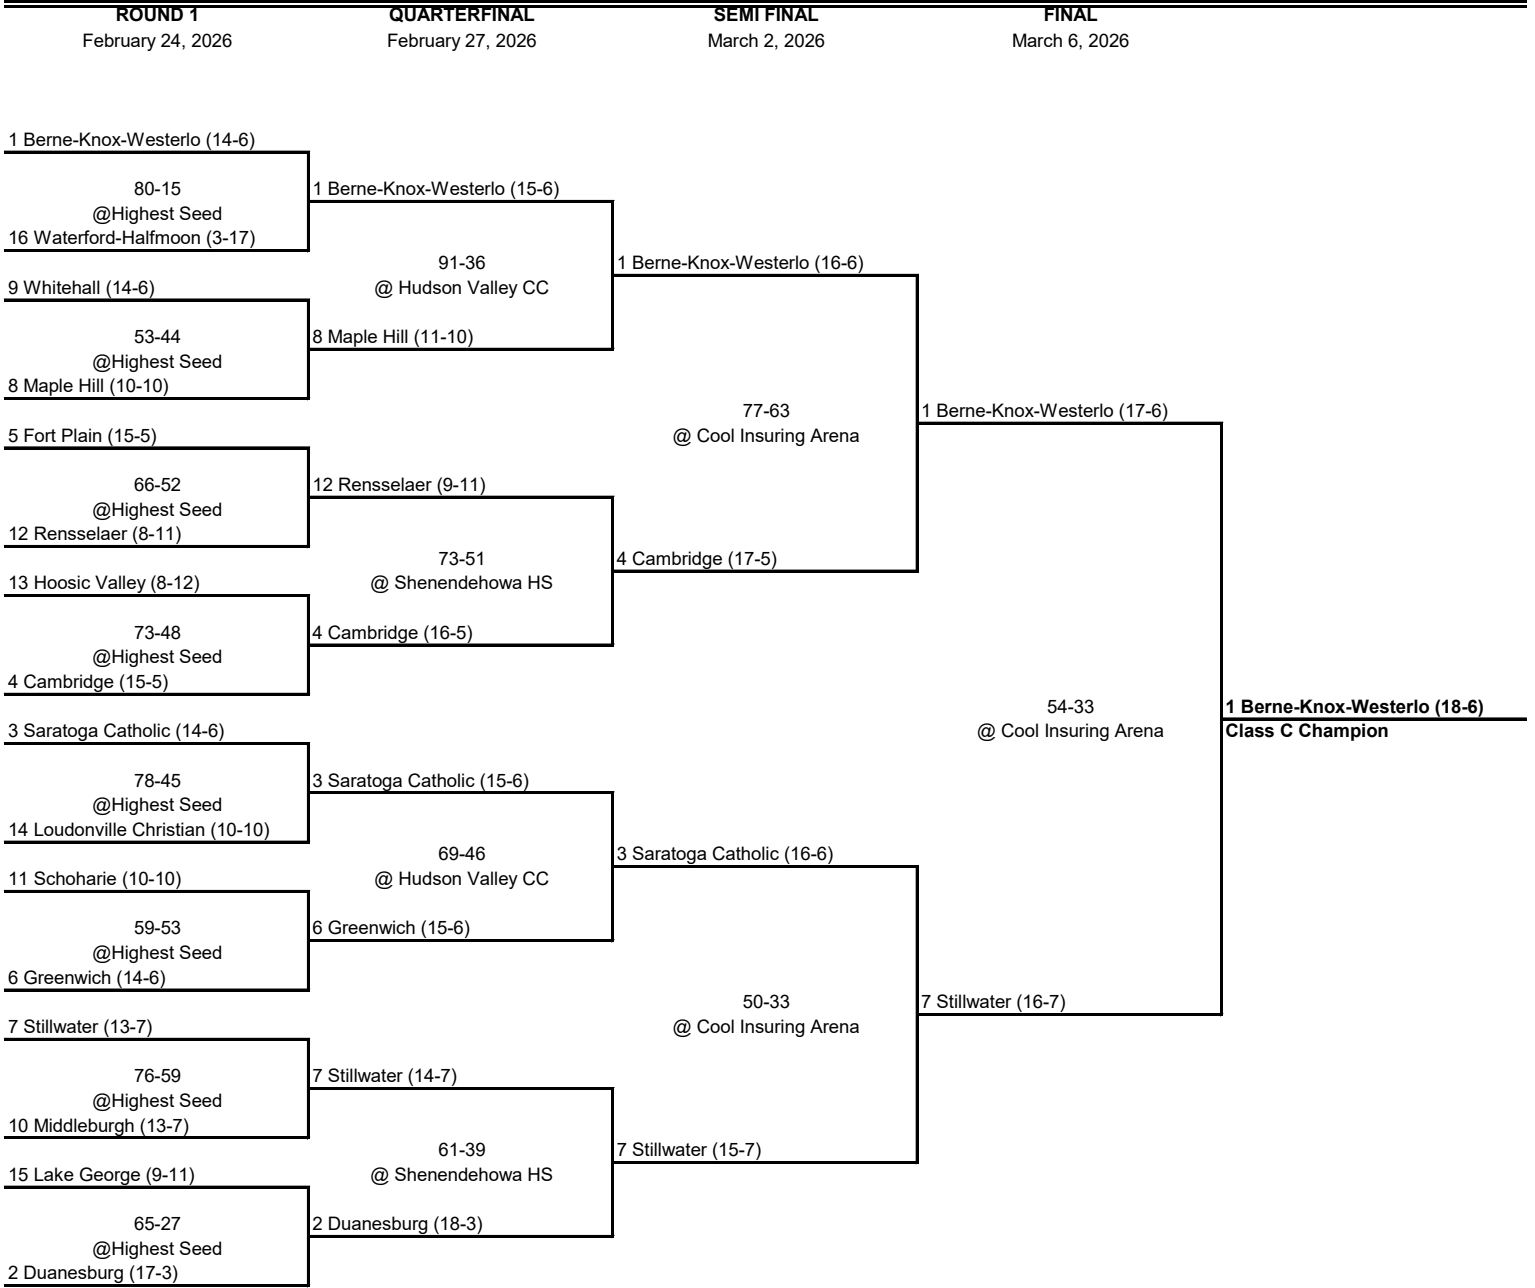 ROUND 1
February 24, 2026
QUARTERFINAL
February 27, 2026
SEMI FINAL
March 2, 2026
FINAL
March 6, 2026
1 Berne-Knox-Westerlo (14-6)
80-15
@Highest Seed
16 Waterford-Halfmoon (3-17)
9 Whitehall (14-6)
53-44
@Highest Seed
8 Maple Hill (10-10)
5 Fort Plain (15-5)
66-52
@Highest Seed
12 Rensselaer (8-11)
13 Hoosic Valley (8-12)
73-48
@Highest Seed
4 Cambridge (15-5)
3 Saratoga Catholic (14-6)
78-45
@Highest Seed
14 Loudonville Christian (10-10)
11 Schoharie (10-10)
59-53
@Highest Seed
6 Greenwich (14-6)
7 Stillwater (13-7)
76-59
@Highest Seed
10 Middleburgh (13-7)
15 Lake George (9-11)
65-27
@Highest Seed
2 Duanesburg (17-3)
1 Berne-Knox-Westerlo (15-6)
91-36
@ Hudson Valley CC
8 Maple Hill (11-10)
12 Rensselaer (9-11)
73-51
@ Shenendehowa HS
4 Cambridge (16-5)
3 Saratoga Catholic (15-6)
69-46
@ Hudson Valley CC
6 Greenwich (15-6)
7 Stillwater (14-7)
61-39
@ Shenendehowa HS
2 Duanesburg (18-3)
1 Berne-Knox-Westerlo (16-6)
77-63
@ Cool Insuring Arena
4 Cambridge (17-5)
3 Saratoga Catholic (16-6)
50-33
@ Cool Insuring Arena
7 Stillwater (15-7)
1 Berne-Knox-Westerlo (17-6)
54-33
@ Cool Insuring Arena
7 Stillwater (16-7)
1 Berne-Knox-Westerlo (18-6)
Class C Champion